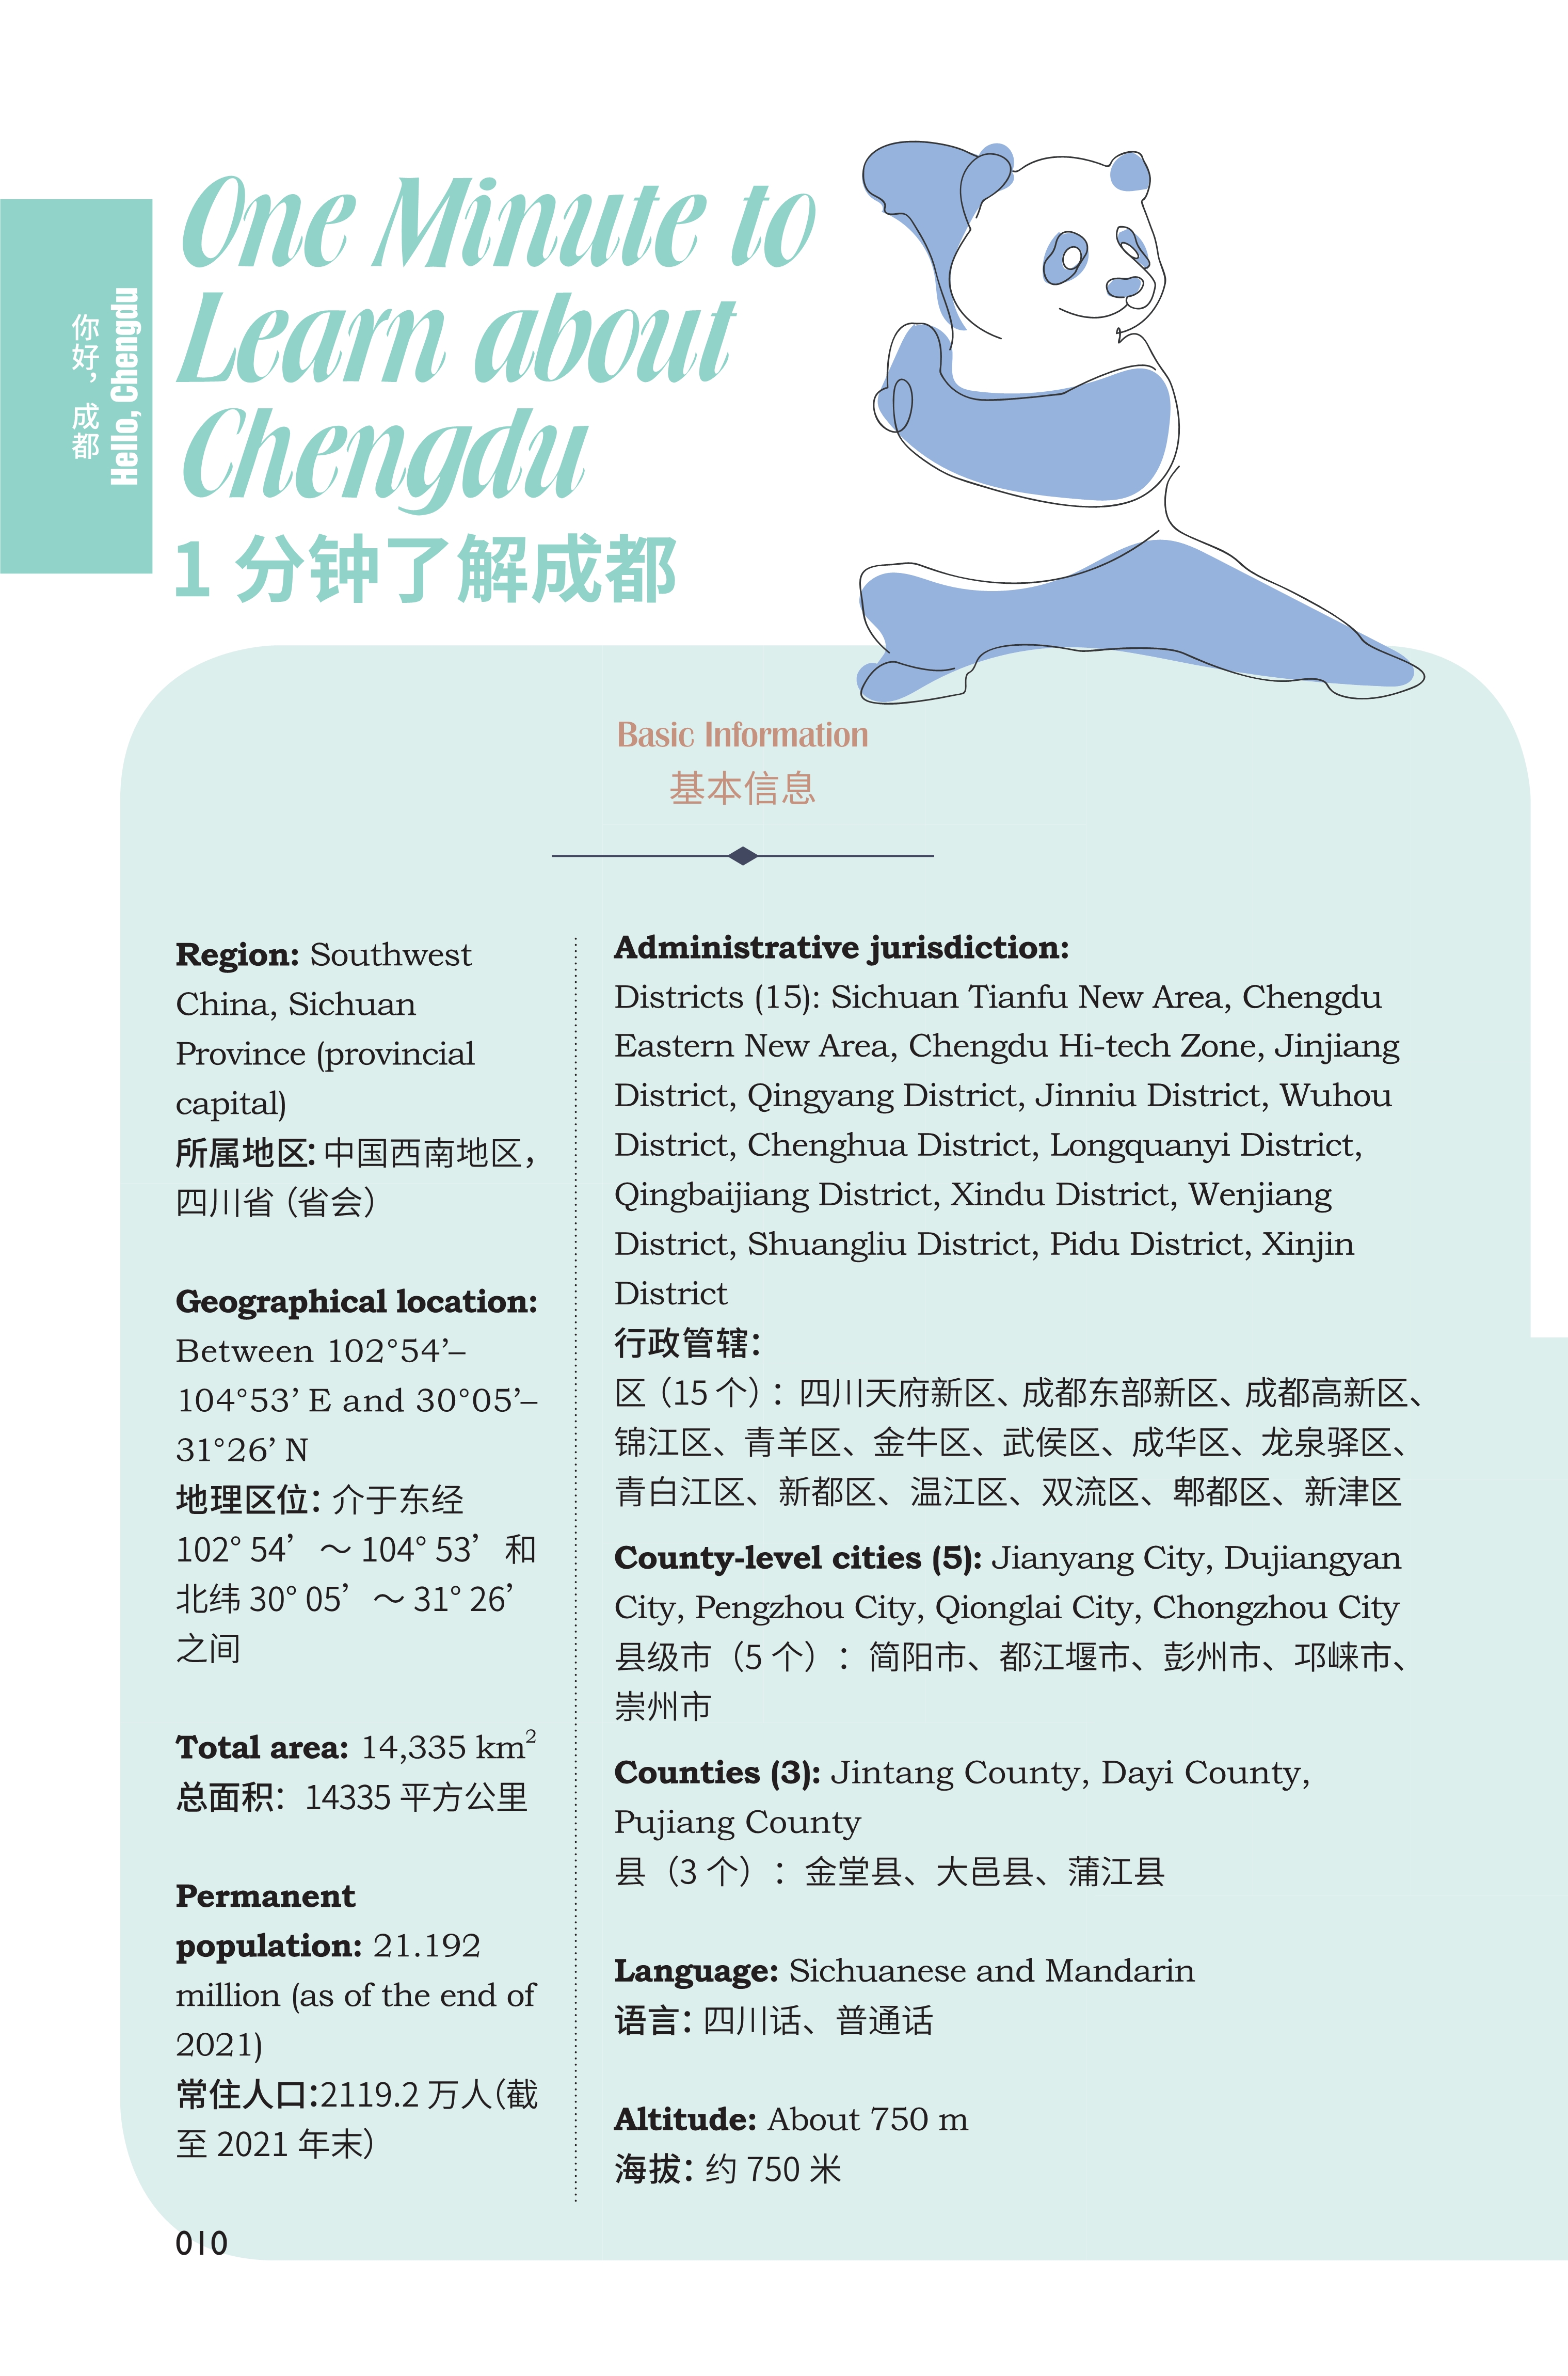 你好，成都
Hello, Chengdu
One Minute to
Learn about
Chengdu
1 分钟了解成都
Basic Information
基本信息
Region: Southwest
China, Sichuan
Province (provincial
capital)
所属地区：中国西南地区，
四川省（省会）
Geographical location:
Between 102°54’–
104°53’ E and 30°05’–
31°26’ N
地理区位：介于东经
102° 54’ ～ 104° 53’ 和
北纬 30° 05’ ～ 31° 26’
之间
Total area: 14,335 km²
总面积：14335 平方公里
Permanent
population: 21.192
million (as of the end of
2021)
常住人口：2119.2 万人（截
至 2021 年末）
Administrative jurisdiction:
Districts (15): Sichuan Tianfu New Area, Chengdu
Eastern New Area, Chengdu Hi-tech Zone, Jinjiang
District, Qingyang District, Jinniu District, Wuhou
District, Chenghua District, Longquanyi District,
Qingbaijiang District, Xindu District, Wenjiang
District, Shuangliu District, Pidu District, Xinjin
District
行政管辖：
区（15 个）：四川天府新区、成都东部新区、成都高新区、
锦江区、青羊区、金牛区、武侯区、成华区、龙泉驿区、
青白江区、新都区、温江区、双流区、郫都区、新津区
County-level cities (5): Jianyang City, Dujiangyan
City, Pengzhou City, Qionglai City, Chongzhou City
县级市（5 个）：简阳市、都江堰市、彭州市、邛崃市、
崇州市
Counties (3): Jintang County, Dayi County,
Pujiang County
县（3 个）：金堂县、大邑县、蒲江县
Language: Sichuanese and Mandarin
语言：四川话、普通话
Altitude: About 750 m
海拔：约 750 米
010